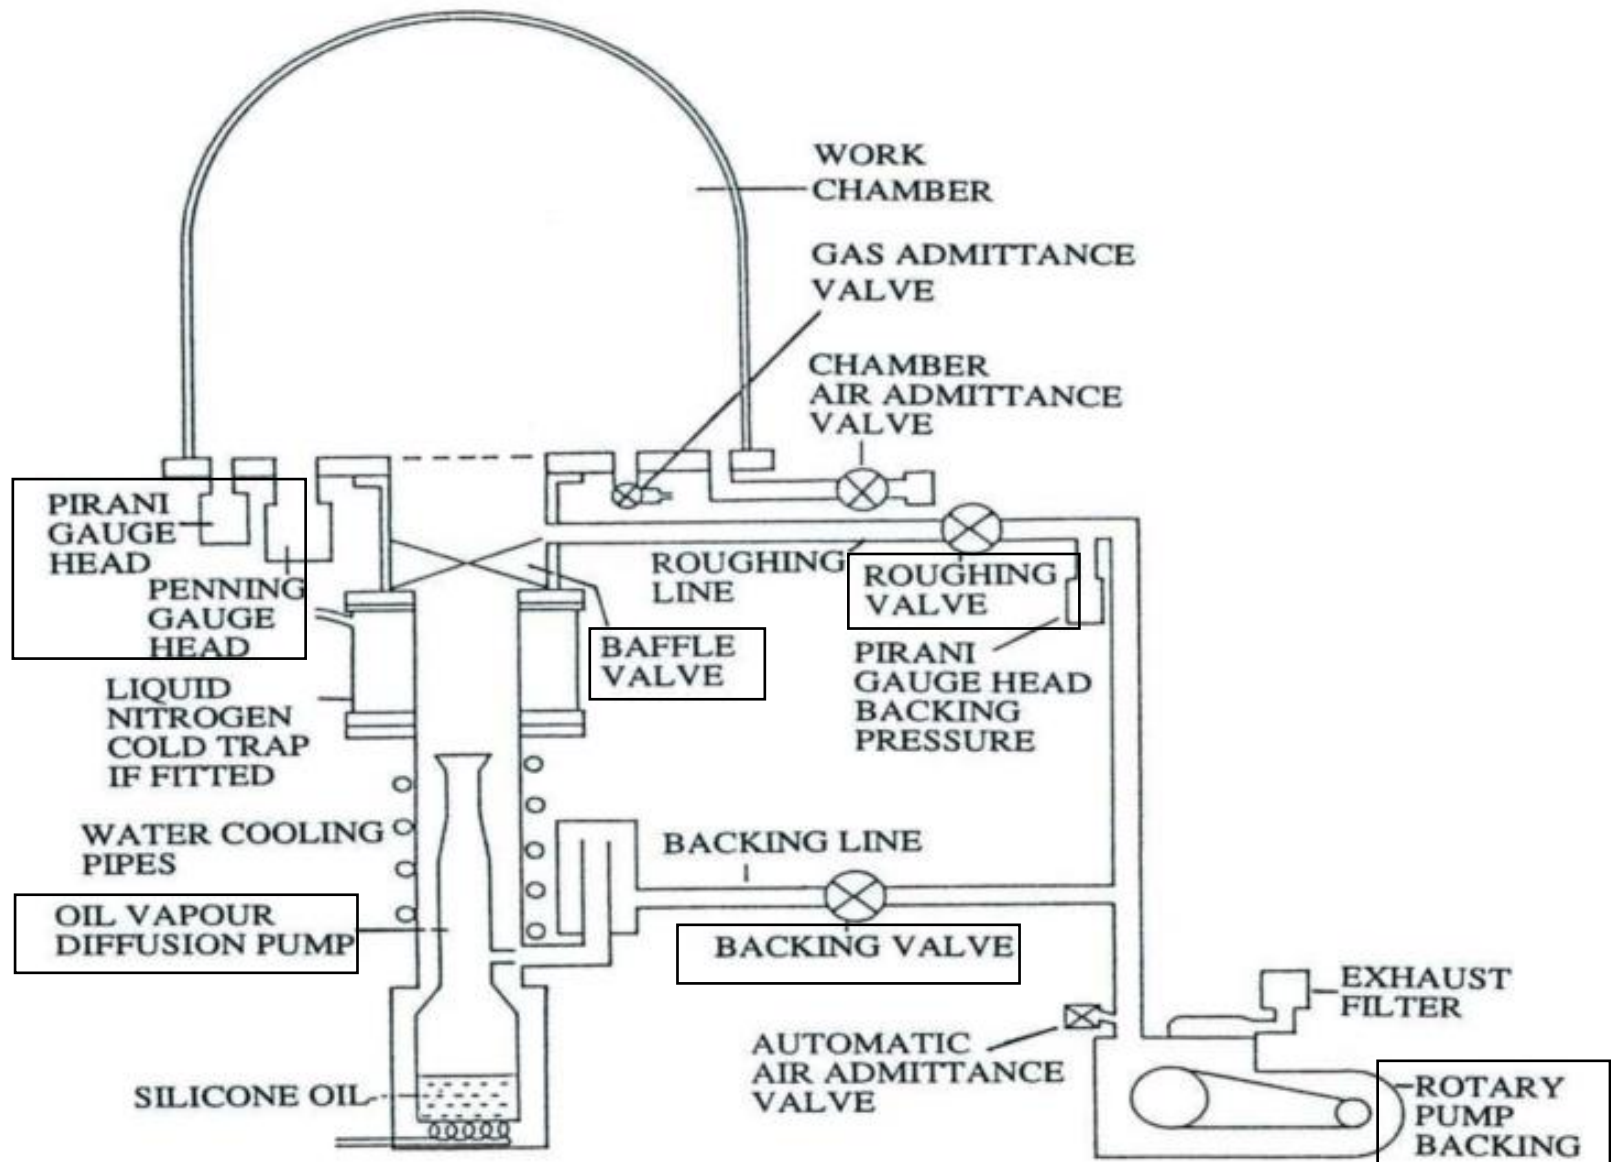 WORK
CHAMBER
GAS ADMITTANCE
VALVE
CHAMBER
AIR ADMITTANCE
VALVE
PIRANI
GAUGE
HEAD
PENNING
GAUGE
HEAD
ROUGHING
LINE
ROUGHING
VALVE
BAFFLE
VALVE
PIRANI
GAUGE HEAD
BACKING
PRESSURE
LIQUID
NITROGEN
COLD TRAP
IF FITTED
WATER COOLING
PIPES
BACKING LINE
OIL VAPOUR
DIFFUSION PUMP
BACKING VALVE
EXHAUST
FILTER
AUTOMATIC
AIR ADMITTANCE
VALVE
SILICONE OIL
ROTARY
PUMP
BACKING